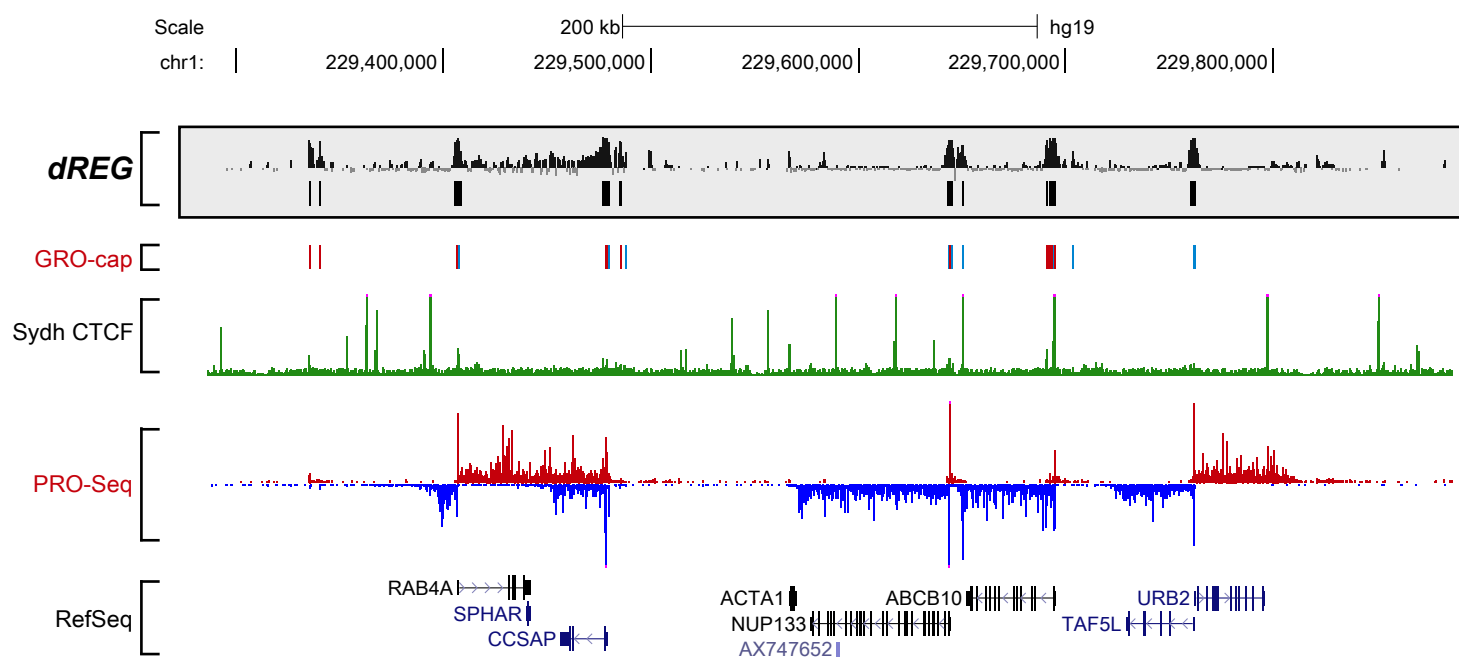 Scale 200 kb hg19
chr1: 229,400,000 229,500,000 229,600,000 229,700,000 229,800,000
dREG
GRO-cap
Sydh CTCF
PRO-Seq
RefSeq
RAB4A ACTA1 ABCB10 URB2
SPHAR NUP133 TAF5L
CCSAP AX747652